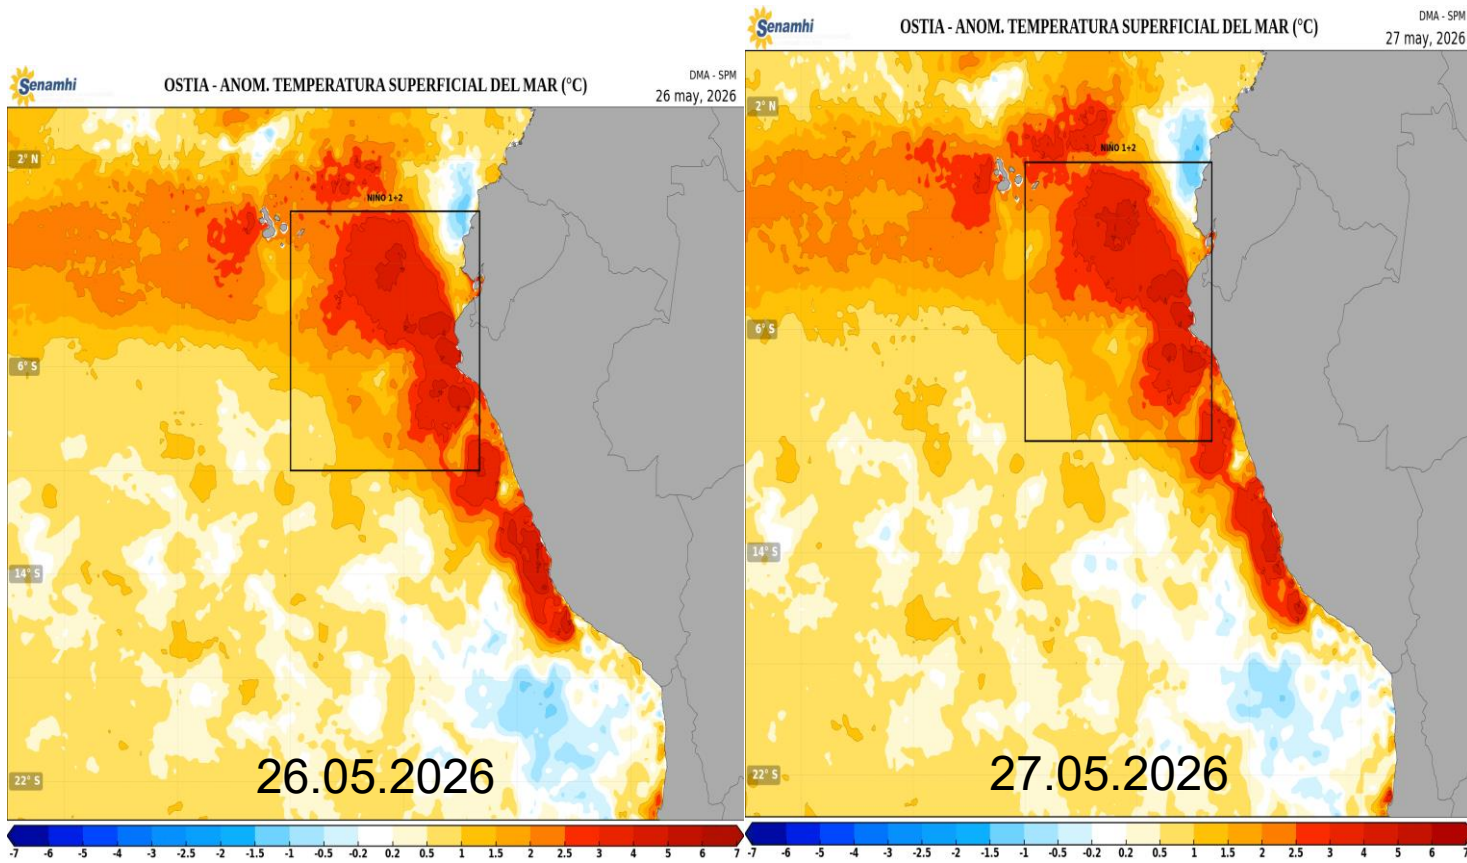 Senamhi
OSTIA - ANOM. TEMPERATURA SUPERFICIAL DEL MAR (°C)
DMA - SPM
26 may, 2026
2° N
NIÑO 1+2
6° S
14° S
22° S
26.05.2026
-7 -6 -5 -4 -3 -2.5 -2 -1.5 -1 -0.5 -0.2 0.2 0.5 1 1.5 2 2.5 3 4 5 6 7
Senamhi
OSTIA - ANOM. TEMPERATURA SUPERFICIAL DEL MAR (°C)
DMA - SPM
27 may, 2026
2° N
NIÑO 1+2
6° S
14° S
22° S
27.05.2026
-7 -6 -5 -4 -3 -2.5 -2 -1.5 -1 -0.5 -0.2 0.2 0.5 1 1.5 2 2.5 3 4 5 6 7